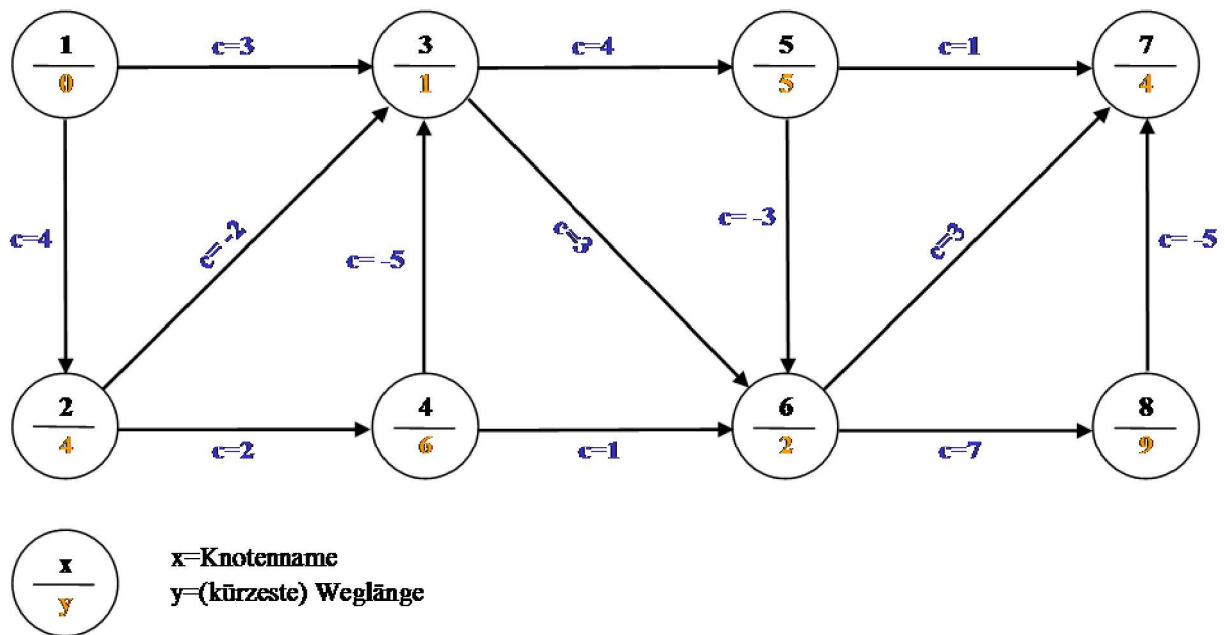 1
0
c=3
3
1
c=4
5
5
c=1
7
4
c=4
c= -2
c= -5
c= -3
c=3
c= -5
2
4
c=2
4
6
c=1
6
2
c=7
8
9
x
y
x=Knotenname
y=(kürzeste) Weglänge